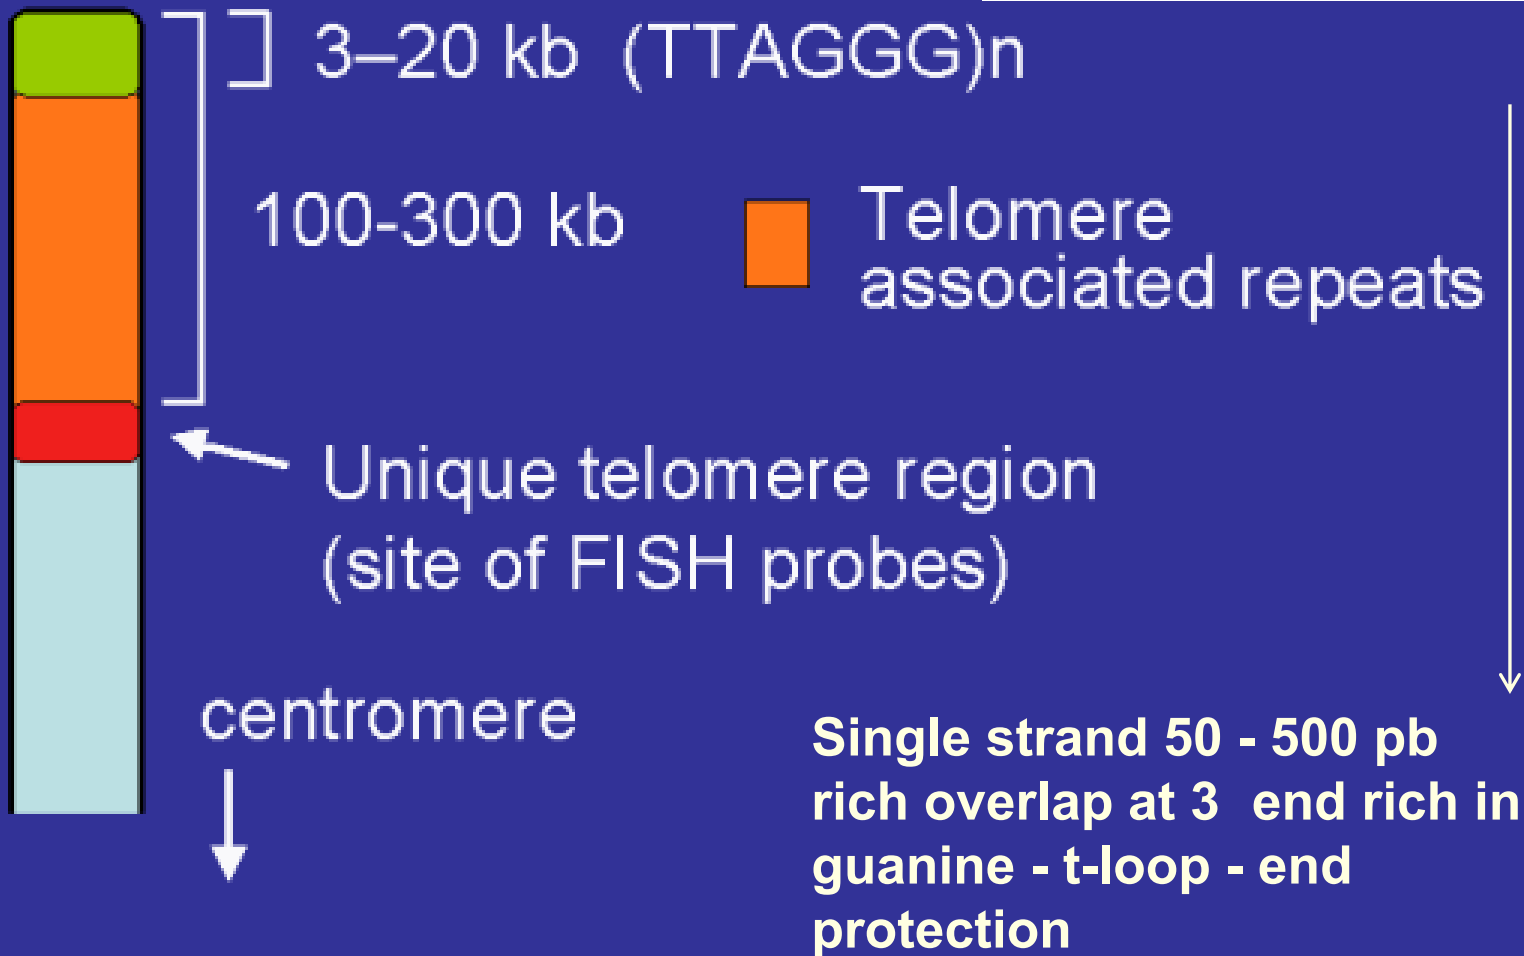 3–20 kb (TTAGGG)n
100-300 kb
Telomere
associated repeats
Unique telomere region
(site of FISH probes)
centromere
Single strand 50 - 500 pb
rich overlap at 3 end rich in
guanine - t-loop - end
protection